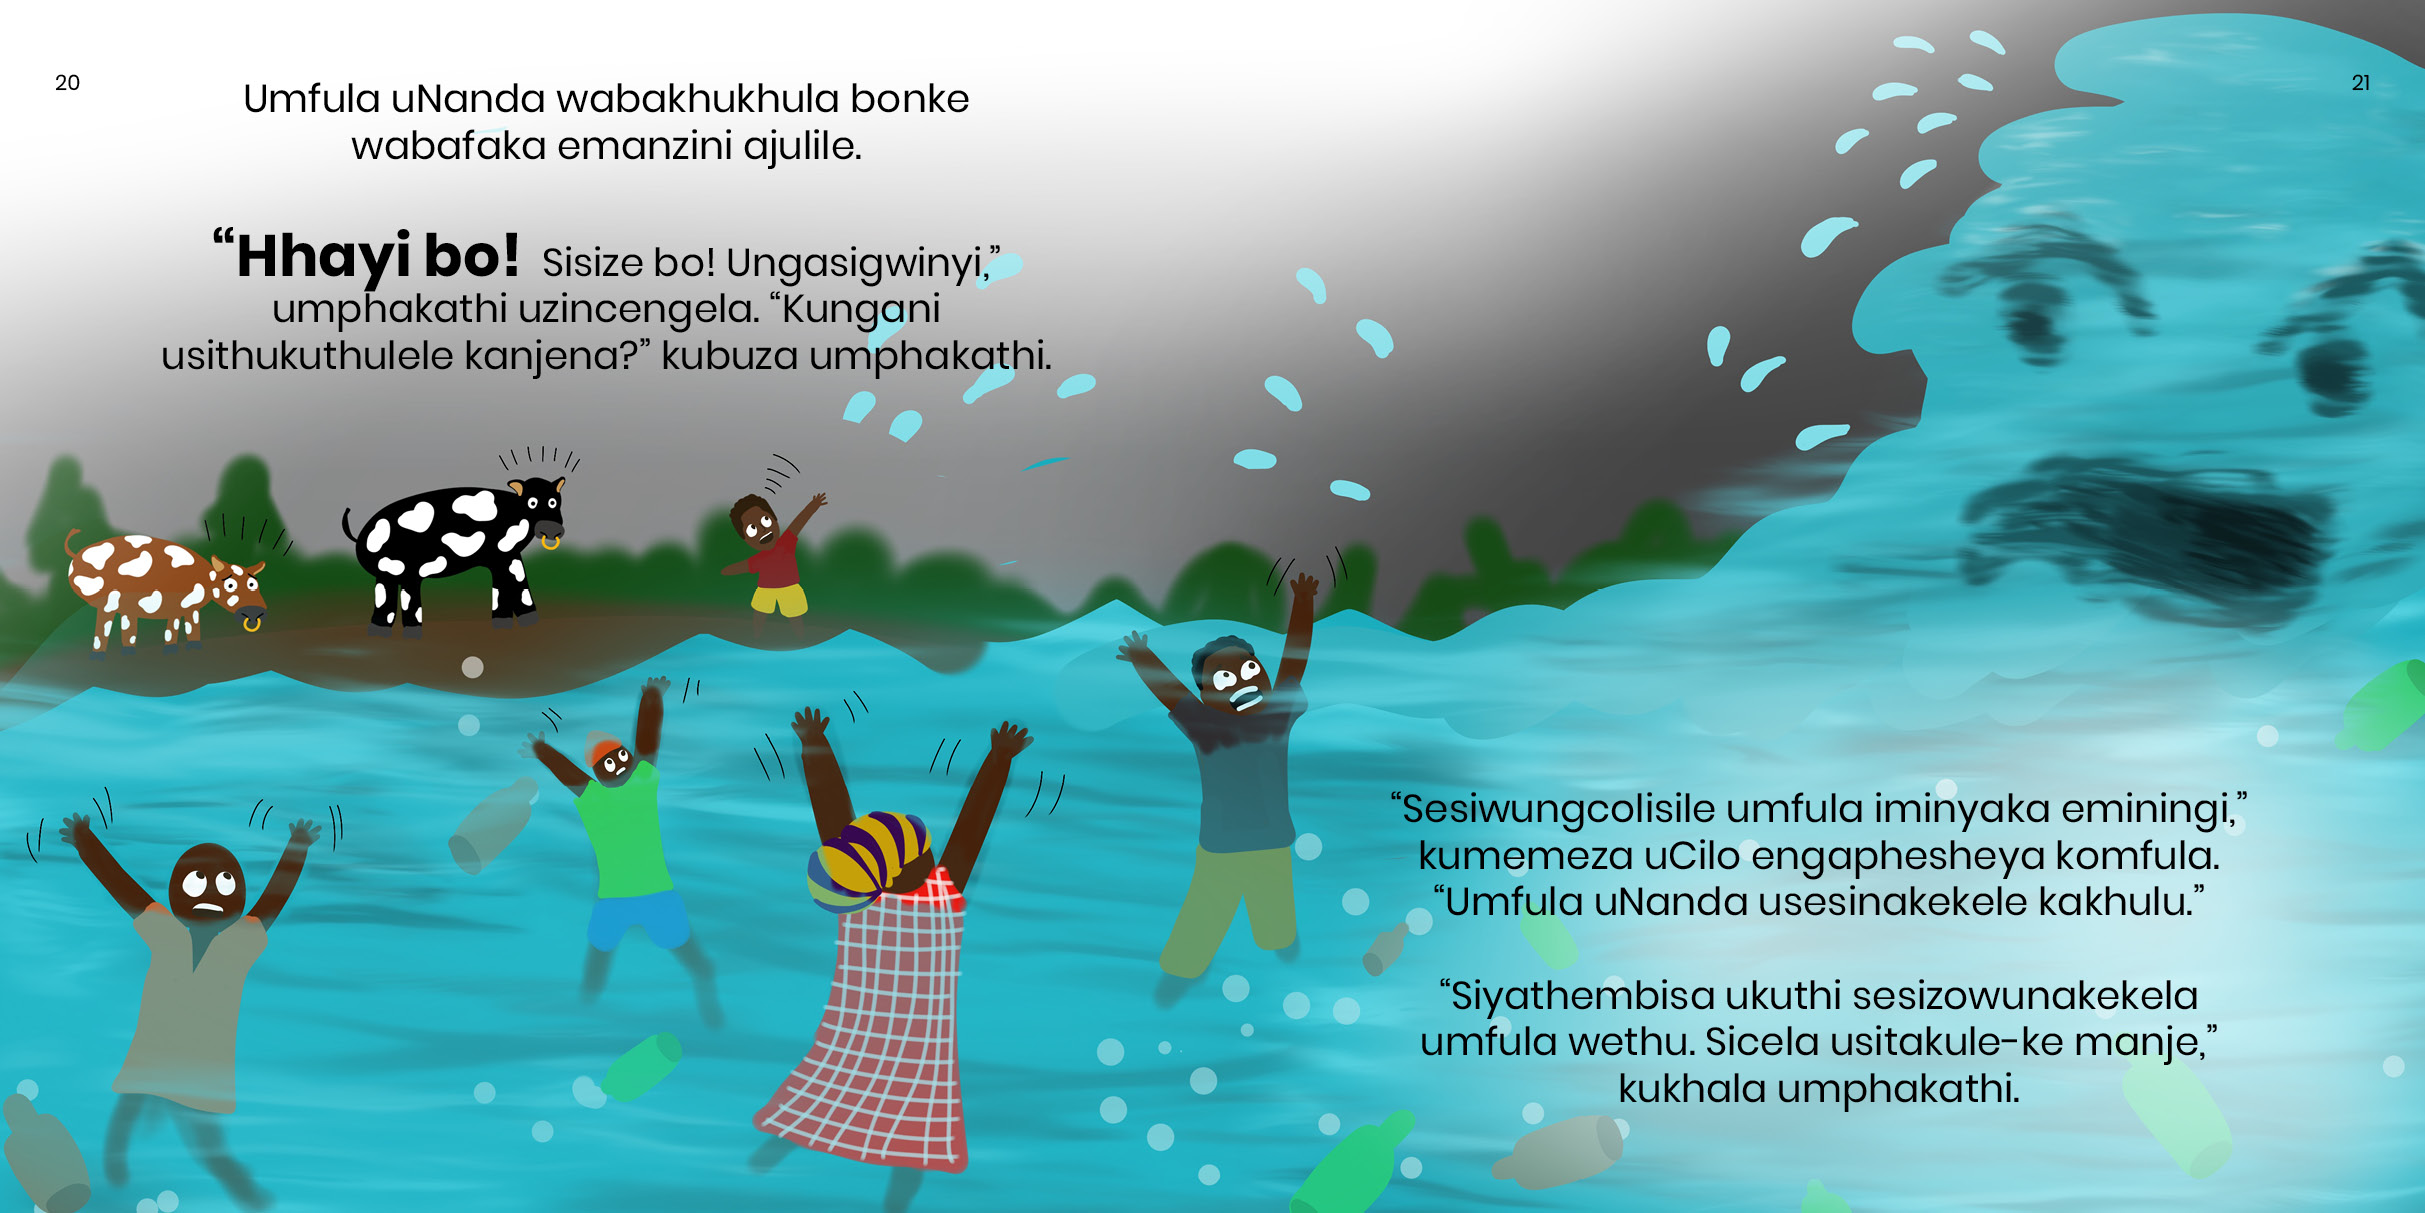 20
Umfula uNanda wabakhukhula bonke
wabafaka emanzini ajulile.
“Hhayi bo! Sisize bo! Ungasigwinyi,”
umphakathi uzincengela. “Kungani
usithukuthulele kanjena?” kubuza umphakathi.
21
“Sesiwungcolisile umfula iminyaka eminingi,”
kumemeza uCilo engaphesheya komfula.
“Umfula uNanda usesinakekele kakhulu.”
“Siyathembisa ukuthi sesizowunakekela
umfula wethu. Sicela usitakule-ke manje,”
kukhala umphakathi.